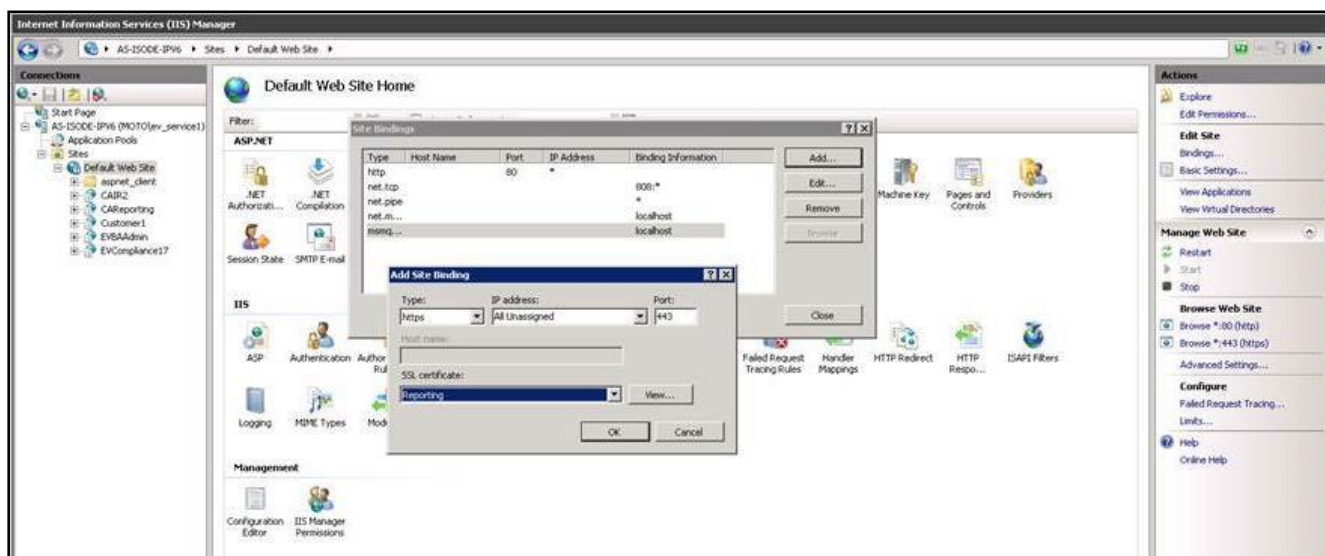 Internet Information Services (IIS) Manager
AS-ISODE-IPV6 Sites Default Web Site
Connections
Start Page
AS-ISODE-IPV6 (MOTO\ev_service1)
Application Pools
Sites
Default Web Site
aspnet_client
CAIR2
CAReporting
Customer1
EVBAAdmin
EVCompliance17
Default Web Site Home
Filter:
ASP.NET
.NET Authorizati...
.NET Compilation
Machine Key
Pages and Controls
Providers
Session State
SMTP E-mail
IIS
ASP
Authentication
Author
Rul
Failed Request Tracing Rules
Handler Mappings
HTTP Redirect
HTTP Respo...
ISAPI Filters
Logging
MIME Types
Mod
Management
Configuration Editor
IIS Manager Permissions
Site Bindings
Type Host Name Port IP Address Binding Information
http 80 *
net.tcp 808:*
net.pipe *
net.m... localhost
msmq... localhost
Add...
Edit...
Remove
Browse
Close
Add Site Binding
Type: IP address: Port:
https All Unassigned 443
Host name:
SSL certificate:
Reporting View...
OK Cancel
Actions
Explore
Edit Permissions...
Edit Site
Bindings...
Basic Settings...
View Applications
View Virtual Directories
Manage Web Site
Restart
Start
Stop
Browse Web Site
Browse *:80 (http)
Browse *:443 (https)
Advanced Settings...
Configure
Failed Request Tracing...
Limits...
Help
Online Help